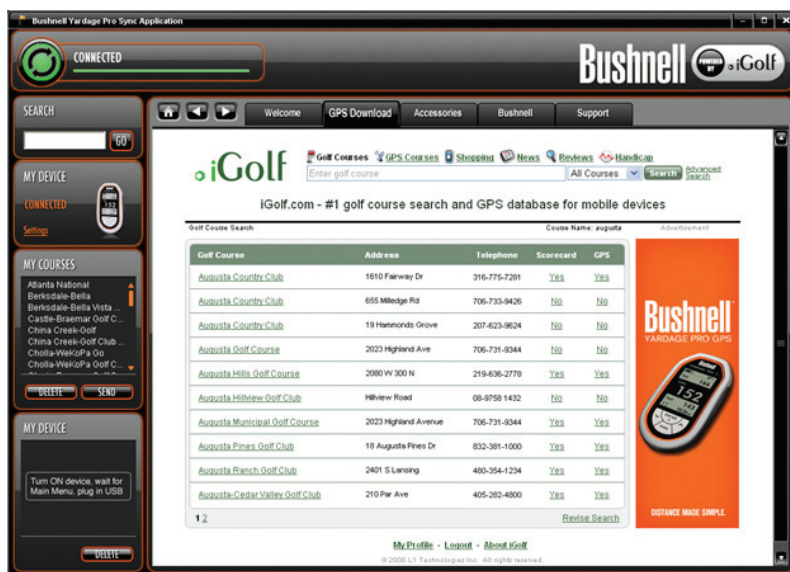 Bushnell Yardage Pro Sync Application
CONNECTED
Bushnell POWERED BY iGolf
SEARCH
GO
MY DEVICE
CONNECTED
Settings
MY COURSES
Atlanta National
Berksdale-Bella
Berksdale-Bella Vista ...
Castle-Braemar Golf C...
China Creek-Golf
China Creek-Golf Club ...
Cholla-WeKoPa Go
Cholla-WeKoPa Golf C...
DELETE SEND
MY DEVICE
Turn ON device, wait for
Main Menu, plug in USB
DELETE
Welcome GPS Download Accessories Bushnell Support
iGolf
Golf Courses GPS Courses Shopping News Reviews Handicap
Enter golf course All Courses Search Advanced Search
iGolf.com - #1 golf course search and GPS database for mobile devices
Golf Course Search Course Name: augusta Advertisement
Golf Course Address Telephone Scorecard GPS
Augusta Country Club 1610 Fairway Dr 316-775-7281 Yes Yes
Augusta Country Club 655 Milledge Rd 706-733-9426 No No
Augusta Country Club 19 Hammonds Grove 207-623-9624 No No
Augusta Golf Course 2023 Highland Ave 706-731-9344 No No
Augusta Hills Golf Course 2080 W 300 N 219-636-2778 Yes Yes
Augusta Hillview Golf Club Hillview Road 08-9758 1432 No No
Augusta Municipal Golf Course 2023 Highland Avenue 706-731-9344 Yes Yes
Augusta Pines Golf Club 18 Augusta Pines Dr 832-381-1000 Yes Yes
Augusta Ranch Golf Club 2401 S Lansing 480-354-1234 Yes Yes
Augusta-Cedar Valley Golf Club 210 Par Ave 405-282-4800 Yes Yes
1 2 Revise Search
Bushnell
YARDAGE PRO GPS
152
DISTANCE MADE SIMPLE.
My Profile - Logout - About iGolf
© 2008 L1 Technologies Inc. All rights reserved.